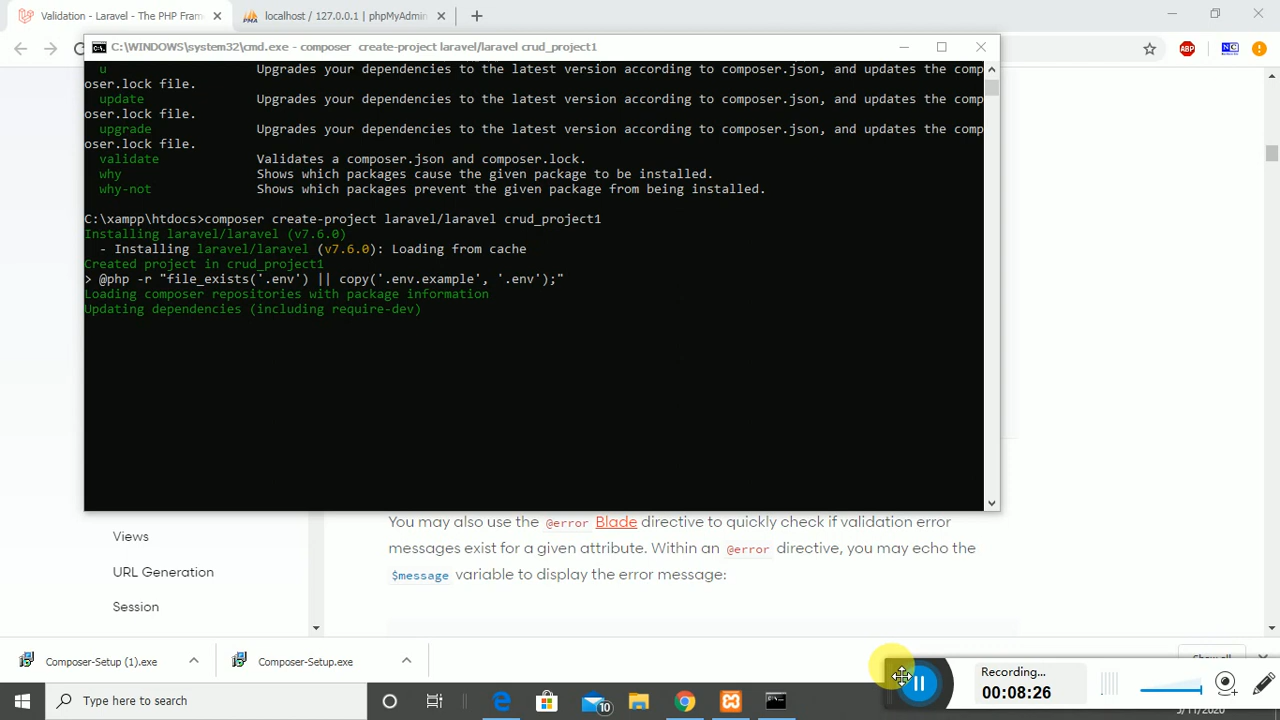 Validation - Laravel - The PHP Fram
localhost / 127.0.0.1 | phpMyAdmin
C:\WINDOWS\system32\cmd.exe - composer create-project laravel/laravel crud_project1
ABP
NC
u Upgrades your dependencies to the latest version according to composer.json, and updates the comp
oser.lock file.
update Upgrades your dependencies to the latest version according to composer.json, and updates the comp
oser.lock file.
upgrade Upgrades your dependencies to the latest version according to composer.json, and updates the comp
oser.lock file.
validate Validates a composer.json and composer.lock.
why Shows which packages cause the given package to be installed.
why-not Shows which packages prevent the given package from being installed.
C:\xampp\htdocs>composer create-project laravel/laravel crud_project1
Installing laravel/laravel (v7.6.0)
- Installing laravel/laravel (v7.6.0): Loading from cache
Created project in crud_project1
> @php -r "file_exists('.env') || copy('.env.example', '.env');"
Loading composer repositories with package information
Updating dependencies (including require-dev)
You may also use the @error Blade directive to quickly check if validation error
messages exist for a given attribute. Within an @error directive, you may echo the
$message variable to display the error message:
Views
URL Generation
Session
Composer-Setup (1).exe
Composer-Setup.exe
Show all
Recording...
00:08:26
Type here to search
10